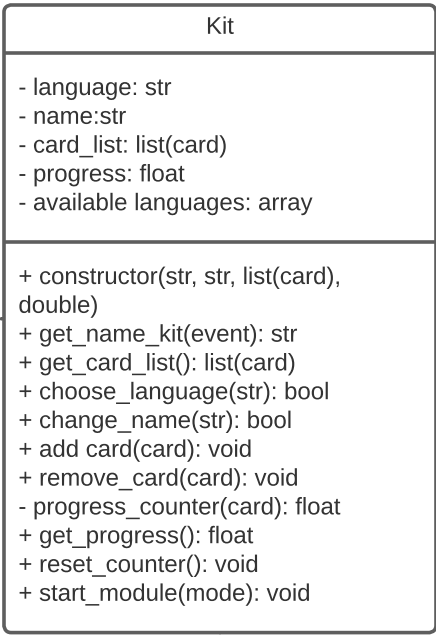 Kit
- language: str
- name:str
- card_list: list(card)
- progress: float
- available languages: array
+ constructor(str, str, list(card),
double)
+ get_name_kit(event): str
+ get_card_list(): list(card)
+ choose_language(str): bool
+ change_name(str): bool
+ add card(card): void
+ remove_card(card): void
- progress_counter(card): float
+ get_progress(): float
+ reset_counter(): void
+ start_module(mode): void